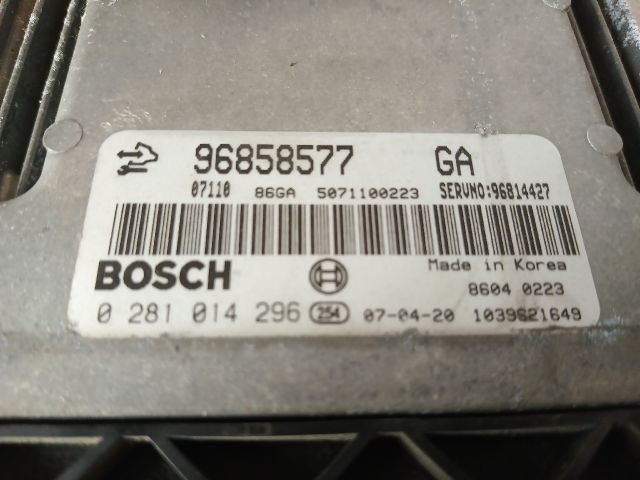 96858577 GA
07110 86GA 5071100223 SERVNO:96814427
BOSCH Made in Korea
8604 0223
0 281 014 296 254 07-04-20 1039621649